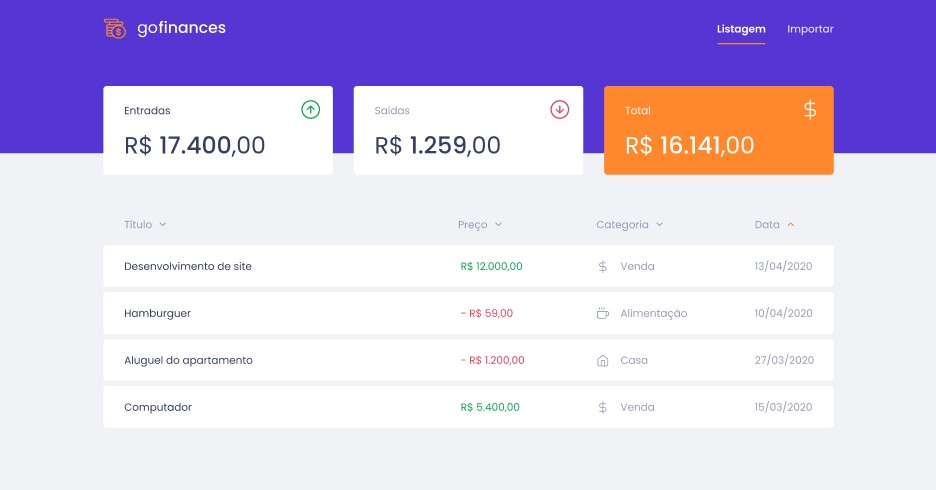 gofinances
Listagem Importar
Entradas
R$ 17.400,00
Saídas
R$ 1.259,00
Total
$
R$ 16.141,00
Título Preço Categoria Data
Desenvolvimento de site R$ 12.000,00 $ Venda 13/04/2020
Hamburguer - R$ 59,00 Alimentação 10/04/2020
Aluguel do apartamento - R$ 1.200,00 Casa 27/03/2020
Computador R$ 5.400,00 $ Venda 15/03/2020